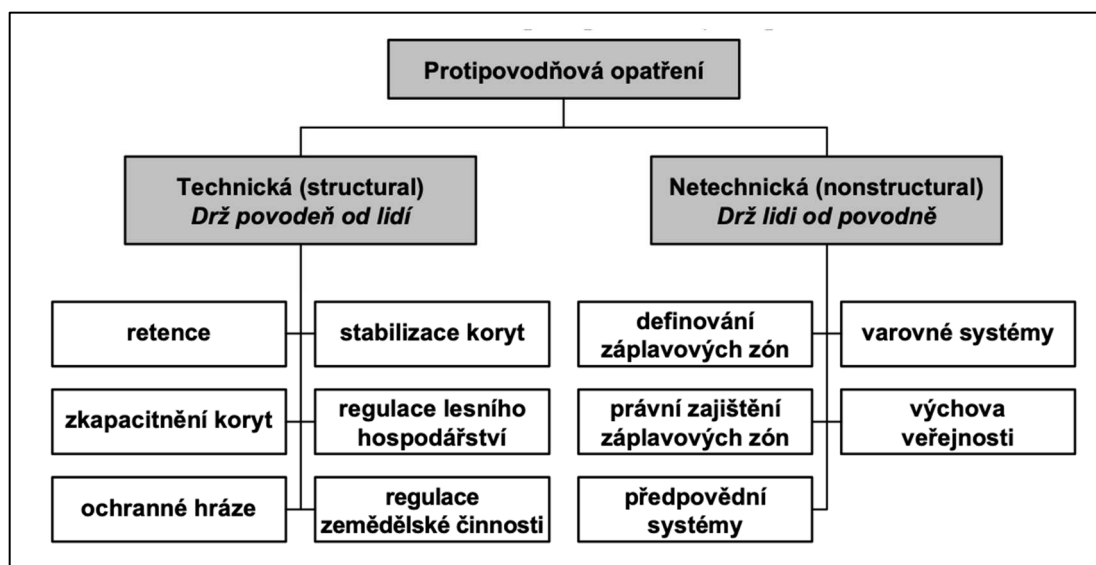 Protipovodňová opatření
Technická (structural)
Drž povodeň od lidí
Netechnická (nonstructural)
Drž lidi od povodně
retence
stabilizace koryt
zkapacitnění koryt
regulace lesního
hospodářství
ochranné hráze
regulace
zemědělské činnosti
definování
záplavových zón
varovné systémy
právní zajištění
záplavových zón
výchova
veřejnosti
předpovědní
systémy